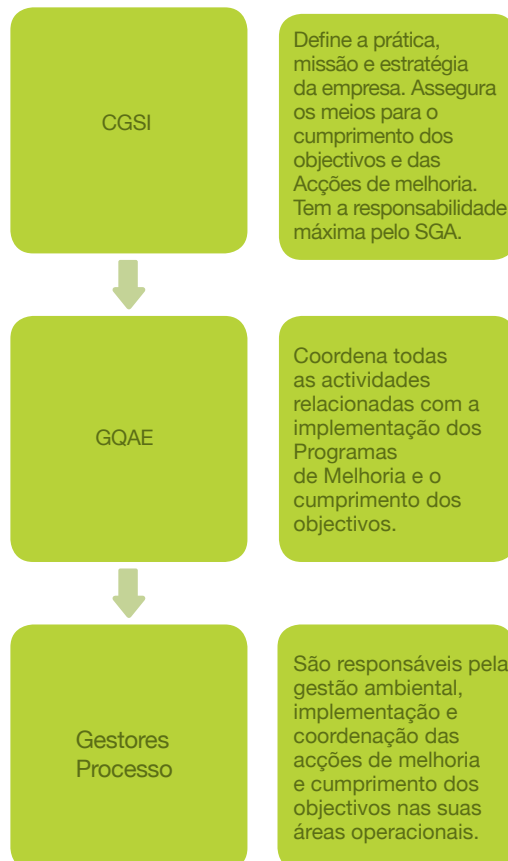 CGSI
Define a prática,
missão e estratégia
da empresa. Assegura
os meios para o
cumprimento dos
objectivos e das
Acções de melhoria.
Tem a responsabilidade
máxima pelo SGA.
GQAE
Coordena todas
as actividades
relacionadas com a
implementação dos
Programas
de Melhoria e o
cumprimento dos
objectivos.
Gestores
Processo
São responsáveis pela
gestão ambiental,
implementação e
coordenação das
acções de melhoria
e cumprimento dos
objectivos nas suas
áreas operacionais.